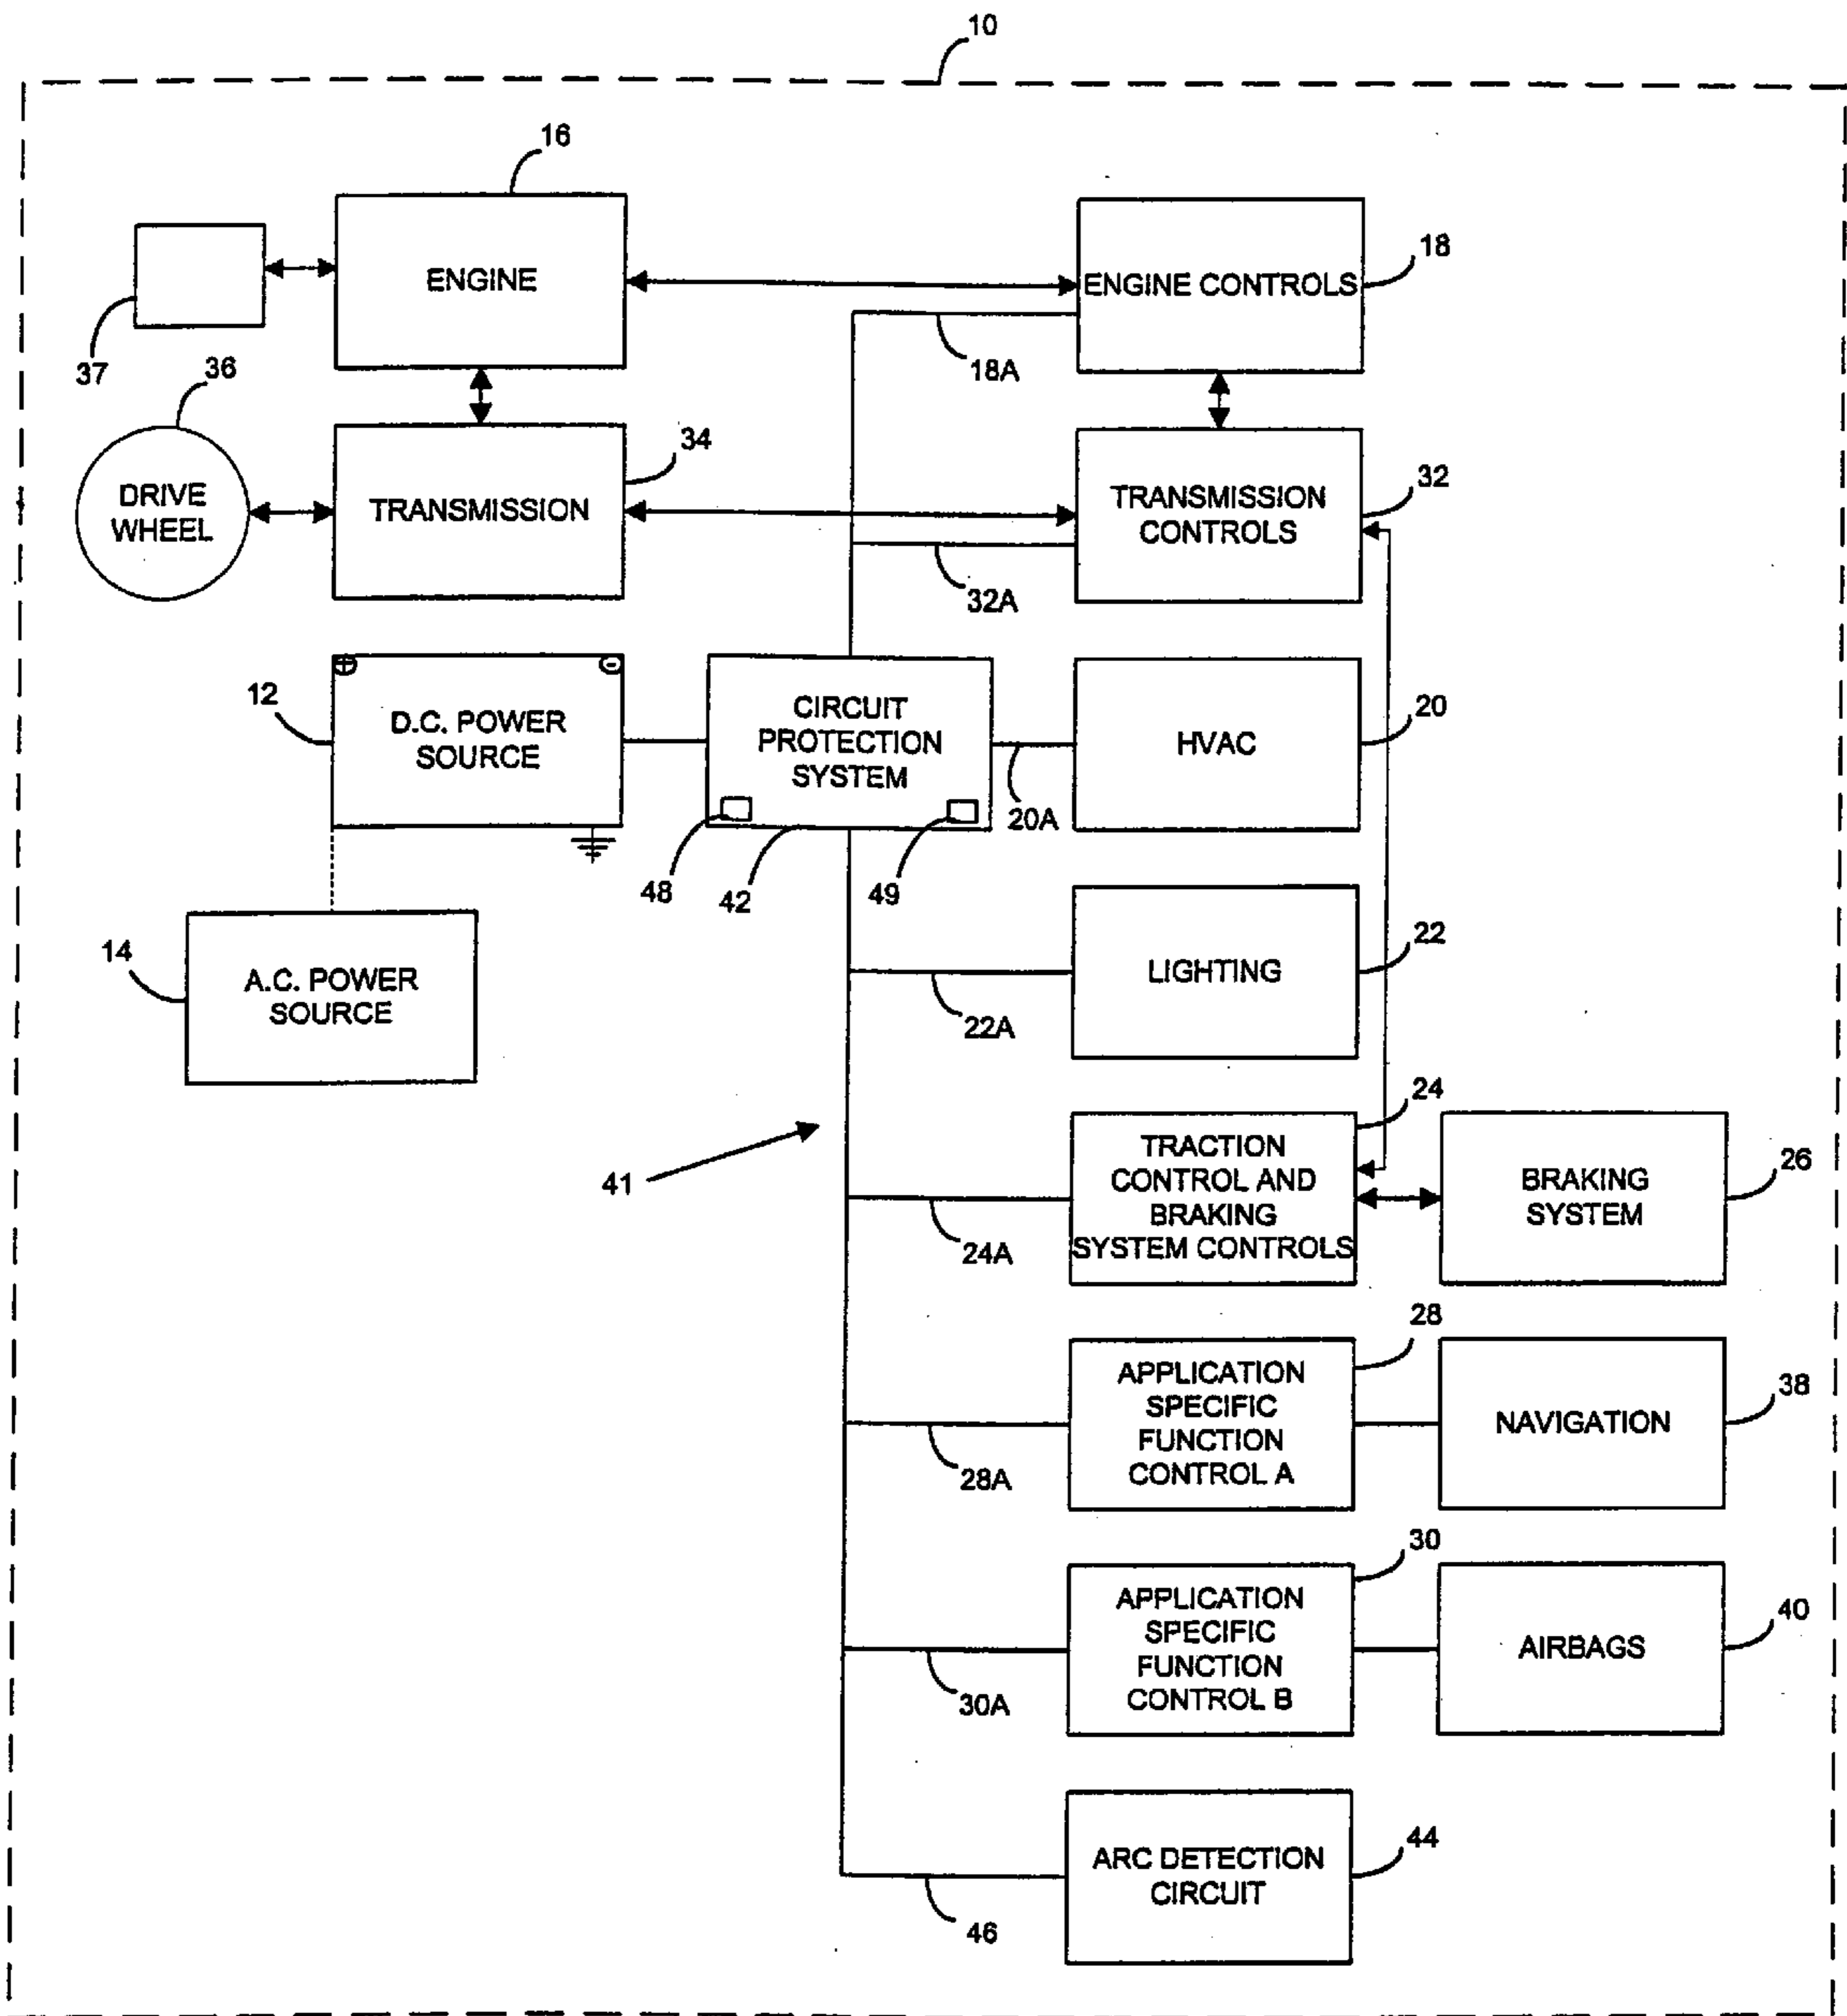 10
16
ENGINE
ENGINE CONTROLS
18
37
18A
36
DRIVE
WHEEL
34
TRANSMISSION
TRANSMISSION
CONTROLS
32
32A
+
-
12
D.C. POWER
SOURCE
CIRCUIT
PROTECTION
SYSTEM
HVAC
20
20A
48
42
49
14
A.C. POWER
SOURCE
LIGHTING
22
22A
41
TRACTION
CONTROL AND
BRAKING
SYSTEM CONTROLS
24
24A
BRAKING
SYSTEM
26
APPLICATION
SPECIFIC
FUNCTION
CONTROL A
28
28A
NAVIGATION
38
APPLICATION
SPECIFIC
FUNCTION
CONTROL B
30
30A
AIRBAGS
40
ARC DETECTION
CIRCUIT
44
46